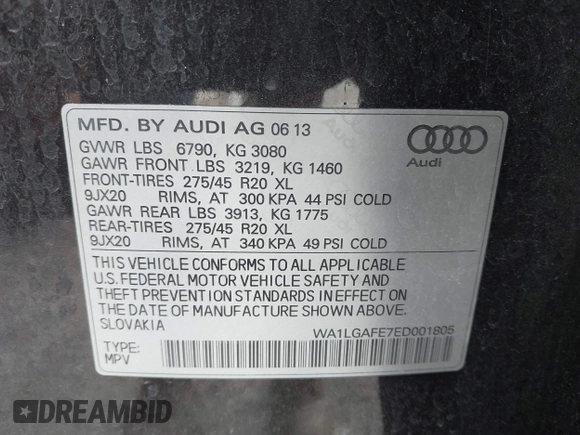 MFD. BY AUDI AG 06 13
GVWR LBS 6790, KG 3080
GAWR FRONT LBS 3219, KG 1460
FRONT-TIRES 275/45 R20 XL
9JX20 RIMS, AT 300 KPA 44 PSI COLD
GAWR REAR LBS 3913, KG 1775
REAR-TIRES 275/45 R20 XL
9JX20 RIMS, AT 340 KPA 49 PSI COLD
THIS VEHICLE CONFORMS TO ALL APPLICABLE
U.S. FEDERAL MOTOR VEHICLE SAFETY AND
THEFT PREVENTION STANDARDS IN EFFECT ON
THE DATE OF MANUFACTURE SHOWN ABOVE.
SLOVAKIA
WA1LGAFE7ED001805
TYPE:
MPV
Audi
DREAMBID